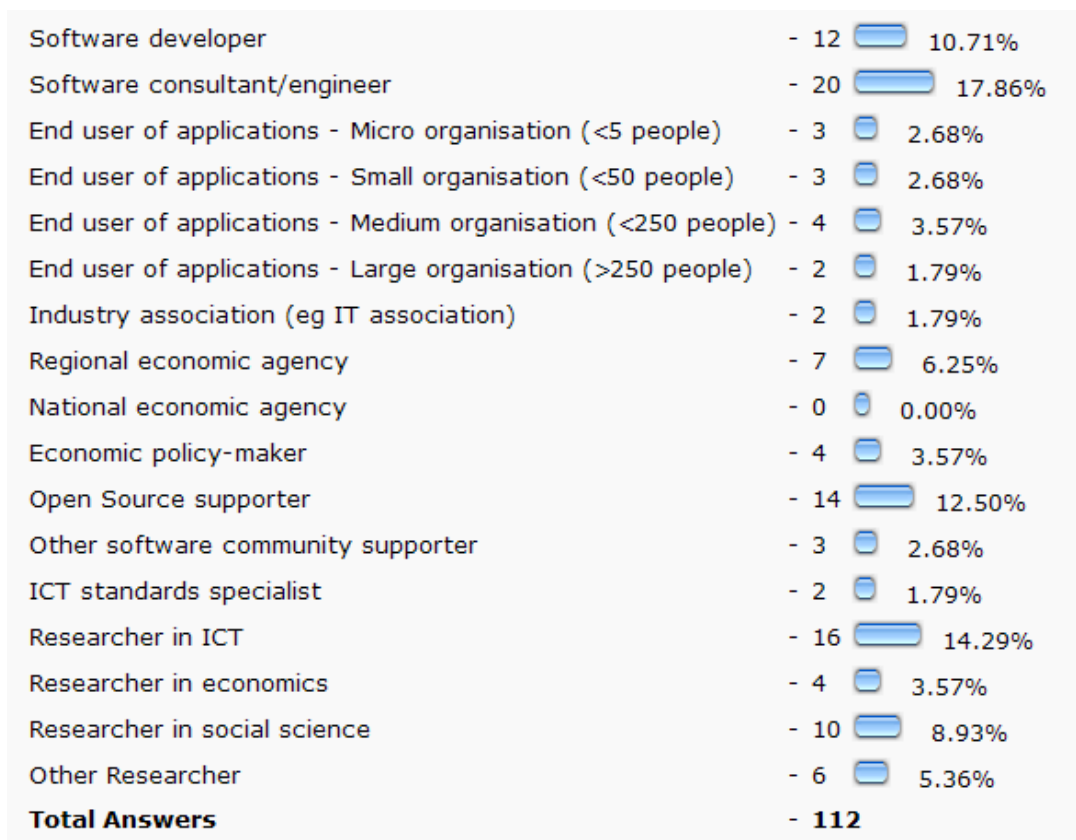 Software developer - 12 10.71%
Software consultant/engineer - 20 17.86%
End user of applications - Micro organisation (<5 people) - 3 2.68%
End user of applications - Small organisation (<50 people) - 3 2.68%
End user of applications - Medium organisation (<250 people) - 4 3.57%
End user of applications - Large organisation (>250 people) - 2 1.79%
Industry association (eg IT association) - 2 1.79%
Regional economic agency - 7 6.25%
National economic agency - 0 0.00%
Economic policy-maker - 4 3.57%
Open Source supporter - 14 12.50%
Other software community supporter - 3 2.68%
ICT standards specialist - 2 1.79%
Researcher in ICT - 16 14.29%
Researcher in economics - 4 3.57%
Researcher in social science - 10 8.93%
Other Researcher - 6 5.36%
Total Answers - 112